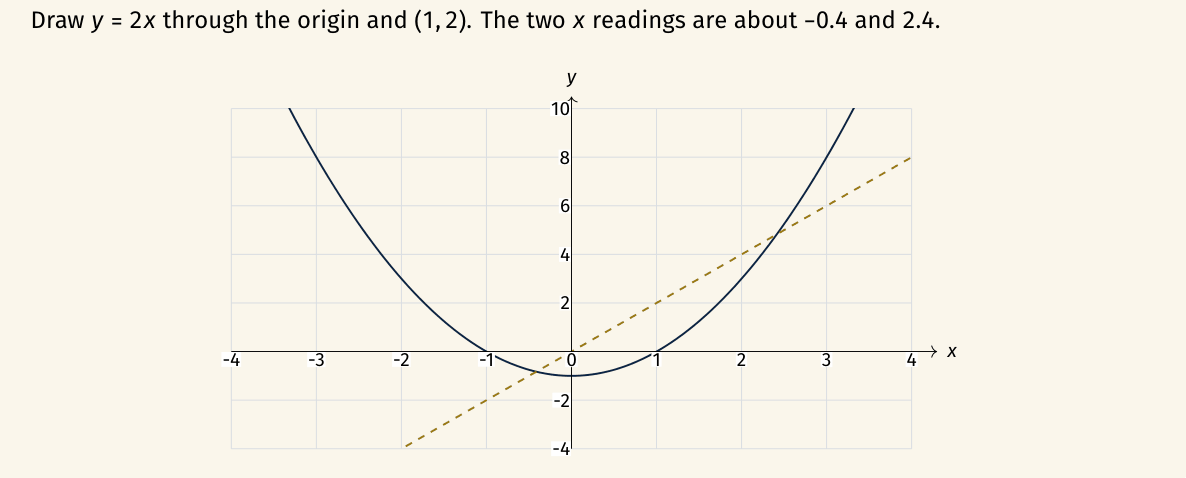 Draw y = 2x through the origin and (1, 2). The two x readings are about −0.4 and 2.4.
y
10
8
6
4
2
-4 -3 -2 -1 0 1 2 3 4 x
-2
-4